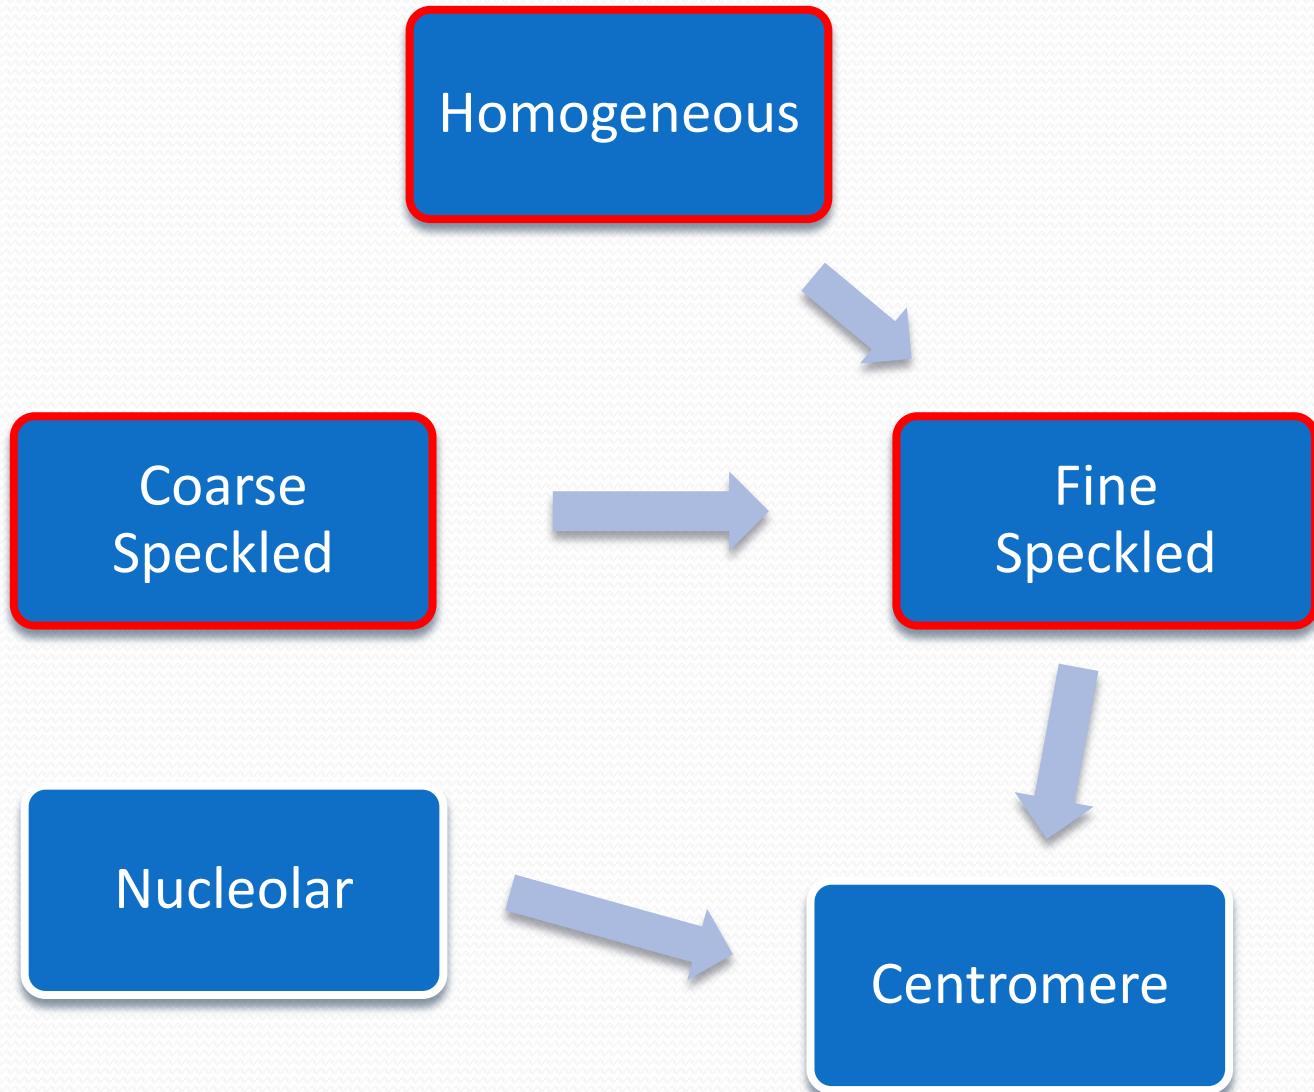 Homogeneous
Coarse
Speckled
Fine
Speckled
Nucleolar
Centromere